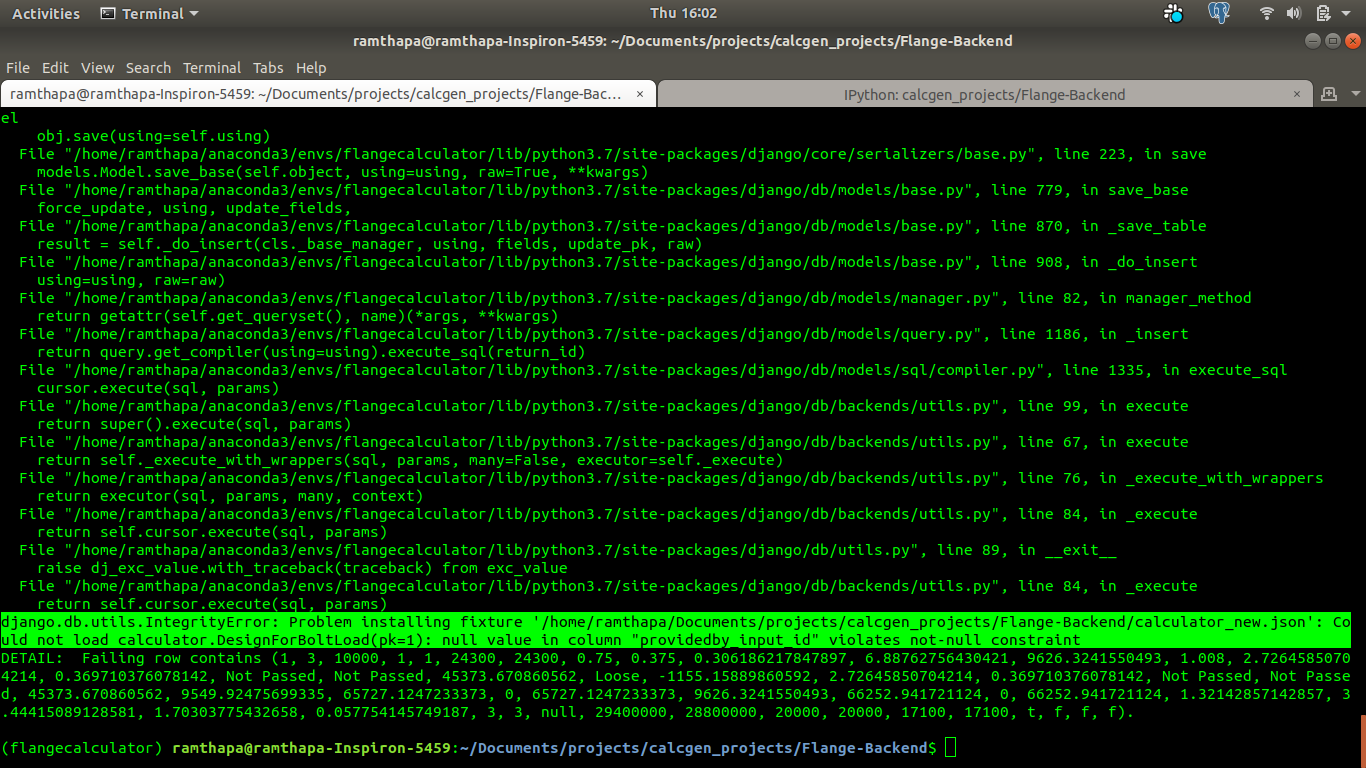 Activities Terminal Thu 16:02
ramthapa@ramthapa-Inspiron-5459: ~/Documents/projects/calcgen_projects/Flange-Backend
File Edit View Search Terminal Tabs Help
ramthapa@ramthapa-Inspiron-5459: ~/Documents/projects/calcgen_projects/Flange-Bac... × IPython: calcgen_projects/Flange-Backend ×
el
    obj.save(using=self.using)
  File "/home/ramthapa/anaconda3/envs/flangecalculator/lib/python3.7/site-packages/django/core/serializers/base.py", line 223, in save
    models.Model.save_base(self.object, using=using, raw=True, **kwargs)
  File "/home/ramthapa/anaconda3/envs/flangecalculator/lib/python3.7/site-packages/django/db/models/base.py", line 779, in save_base
    force_update, using, update_fields,
  File "/home/ramthapa/anaconda3/envs/flangecalculator/lib/python3.7/site-packages/django/db/models/base.py", line 870, in _save_table
    result = self._do_insert(cls._base_manager, using, fields, update_pk, raw)
  File "/home/ramthapa/anaconda3/envs/flangecalculator/lib/python3.7/site-packages/django/db/models/base.py", line 908, in _do_insert
    using=using, raw=raw)
  File "/home/ramthapa/anaconda3/envs/flangecalculator/lib/python3.7/site-packages/django/db/models/manager.py", line 82, in manager_method
    return getattr(self.get_queryset(), name)(*args, **kwargs)
  File "/home/ramthapa/anaconda3/envs/flangecalculator/lib/python3.7/site-packages/django/db/models/query.py", line 1186, in _insert
    return query.get_compiler(using=using).execute_sql(return_id)
  File "/home/ramthapa/anaconda3/envs/flangecalculator/lib/python3.7/site-packages/django/db/models/sql/compiler.py", line 1335, in execute_sql
    cursor.execute(sql, params)
  File "/home/ramthapa/anaconda3/envs/flangecalculator/lib/python3.7/site-packages/django/db/backends/utils.py", line 99, in execute
    return super().execute(sql, params)
  File "/home/ramthapa/anaconda3/envs/flangecalculator/lib/python3.7/site-packages/django/db/backends/utils.py", line 67, in execute
    return self._execute_with_wrappers(sql, params, many=False, executor=self._execute)
  File "/home/ramthapa/anaconda3/envs/flangecalculator/lib/python3.7/site-packages/django/db/backends/utils.py", line 76, in _execute_with_wrappers
    return executor(sql, params, many, context)
  File "/home/ramthapa/anaconda3/envs/flangecalculator/lib/python3.7/site-packages/django/db/backends/utils.py", line 84, in _execute
    return self.cursor.execute(sql, params)
  File "/home/ramthapa/anaconda3/envs/flangecalculator/lib/python3.7/site-packages/django/db/utils.py", line 89, in __exit__
    raise dj_exc_value.with_traceback(traceback) from exc_value
  File "/home/ramthapa/anaconda3/envs/flangecalculator/lib/python3.7/site-packages/django/db/backends/utils.py", line 84, in _execute
    return self.cursor.execute(sql, params)
django.db.utils.IntegrityError: Problem installing fixture '/home/ramthapa/Documents/projects/calcgen_projects/Flange-Backend/calculator_new.json': Co
uld not load calculator.DesignForBoltLoad(pk=1): null value in column "providedby_input_id" violates not-null constraint
DETAIL:  Failing row contains (1, 3, 10000, 1, 1, 24300, 24300, 0.75, 0.375, 0.306186217847897, 6.88762756430421, 9626.3241550493, 1.008, 2.7264585070
4214, 0.369710376078142, Not Passed, Not Passed, 45373.670860562, Loose, -1155.15889860592, 2.72645850704214, 0.369710376078142, Not Passed, Not Passe
d, 45373.670860562, 9549.92475699335, 65727.1247233373, 0, 65727.1247233373, 9626.3241550493, 66252.941721124, 0, 66252.941721124, 1.32142857142857, 3
.44415089128581, 1.70303775432658, 0.057754145749187, 3, 3, null, 29400000, 28800000, 20000, 20000, 17100, 17100, t, f, f, f).
(flangecalculator) ramthapa@ramthapa-Inspiron-5459:~/Documents/projects/calcgen_projects/Flange-Backend$